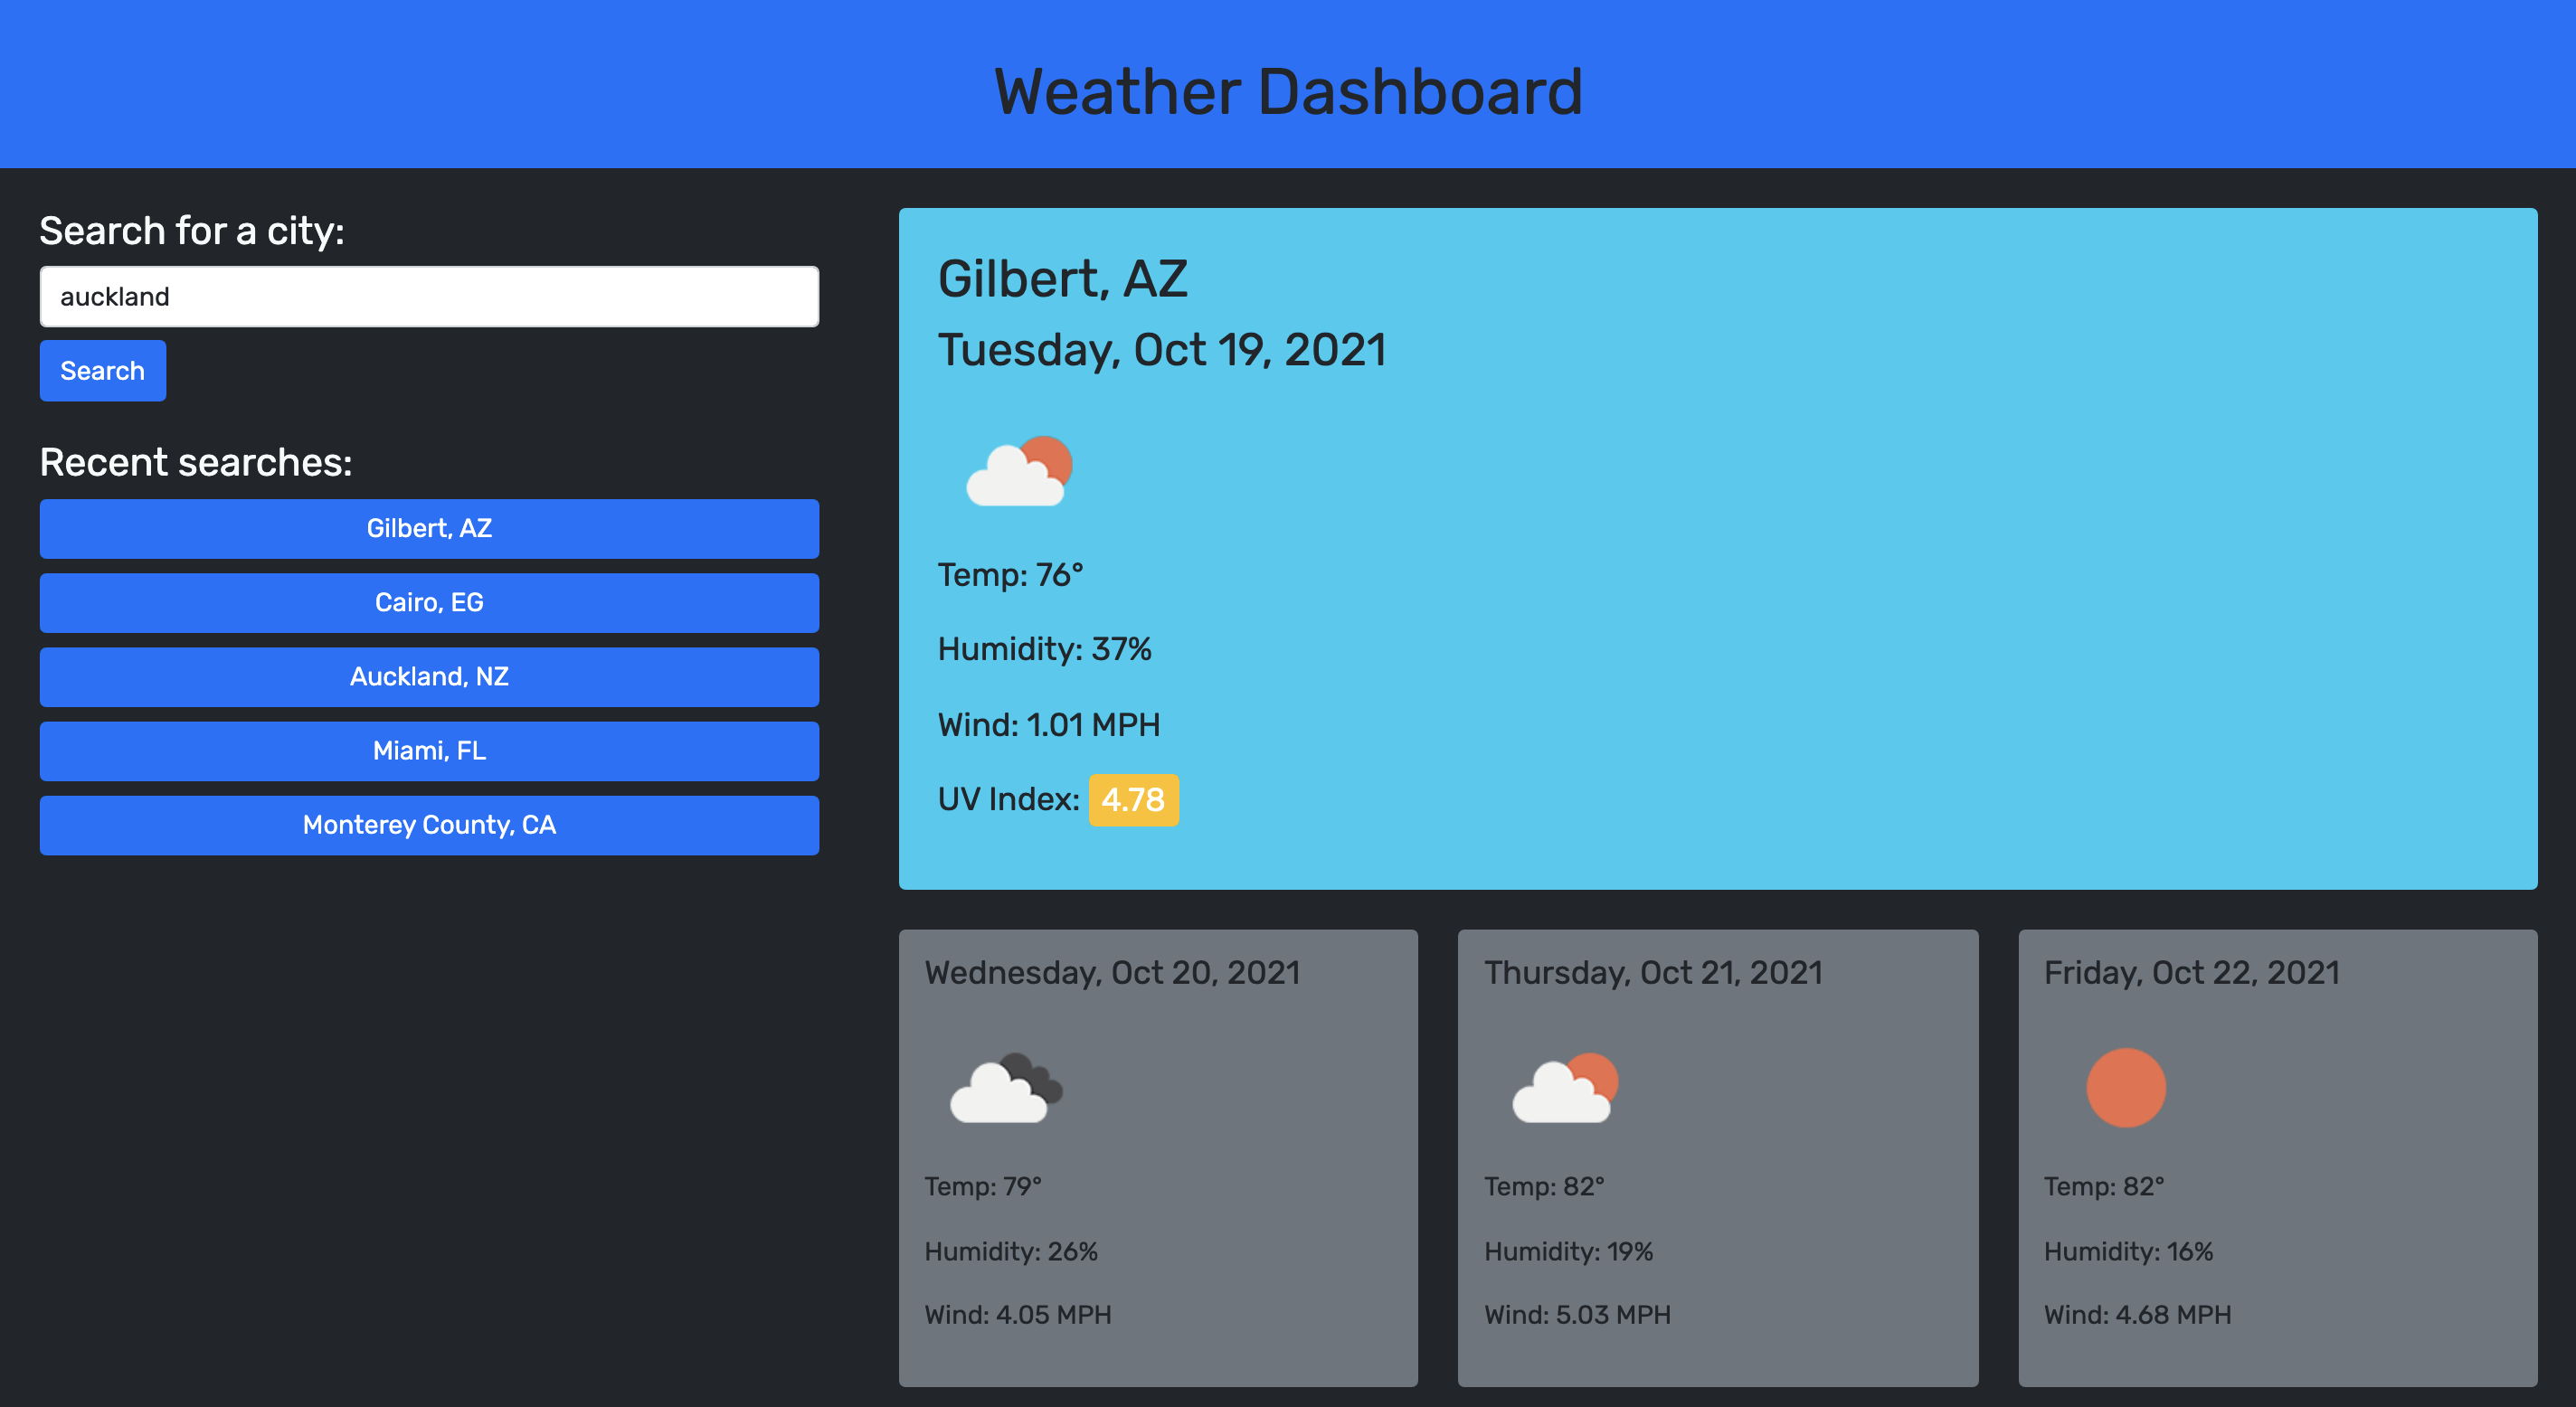 Weather Dashboard
Search for a city:
auckland
Search
Recent searches:
Gilbert, AZ
Cairo, EG
Auckland, NZ
Miami, FL
Monterey County, CA
Gilbert, AZ
Tuesday, Oct 19, 2021
Temp: 76°
Humidity: 37%
Wind: 1.01 MPH
UV Index: 4.78
Wednesday, Oct 20, 2021
Temp: 79°
Humidity: 26%
Wind: 4.05 MPH
Thursday, Oct 21, 2021
Temp: 82°
Humidity: 19%
Wind: 5.03 MPH
Friday, Oct 22, 2021
Temp: 82°
Humidity: 16%
Wind: 4.68 MPH